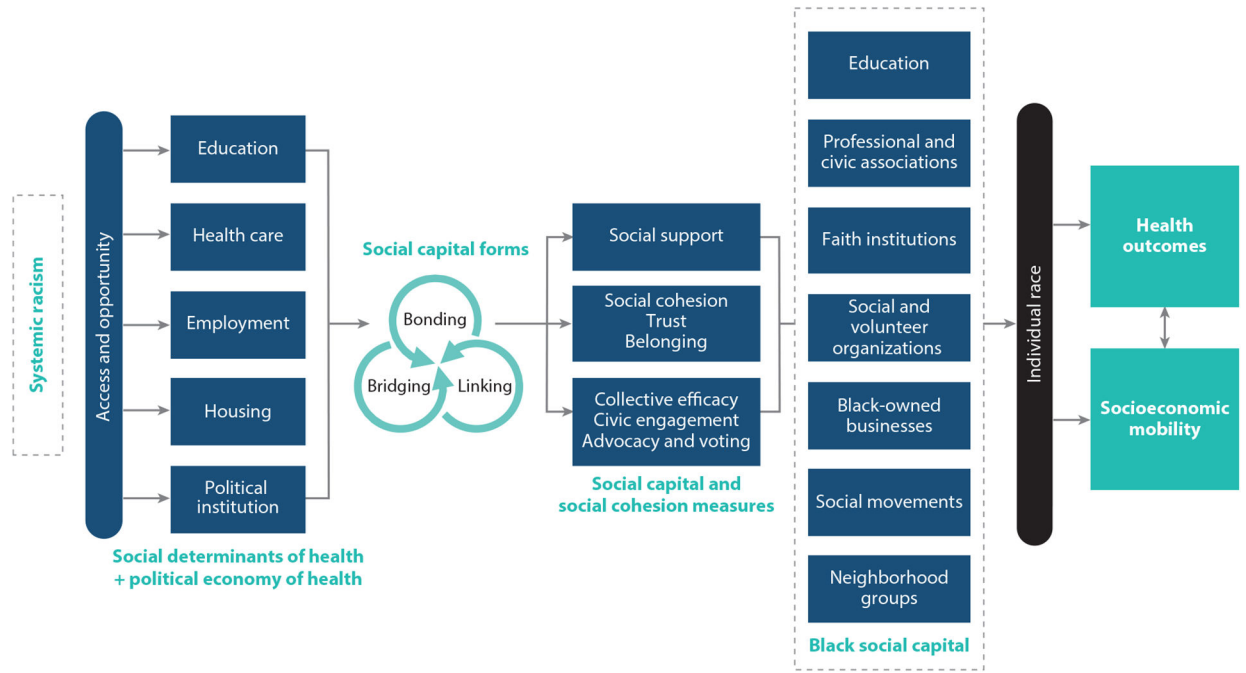 Systemic racism
Access and opportunity
Education
Health care
Employment
Housing
Political
institution
Social determinants of health
+ political economy of health
Social capital forms
Bonding
Bridging
Linking
Social support
Social cohesion
Trust
Belonging
Collective efficacy
Civic engagement
Advocacy and voting
Social capital and
social cohesion measures
Education
Professional and
civic associations
Faith institutions
Social and
volunteer
organizations
Black-owned
businesses
Social movements
Neighborhood
groups
Black social capital
Individual race
Health
outcomes
Socioeconomic
mobility